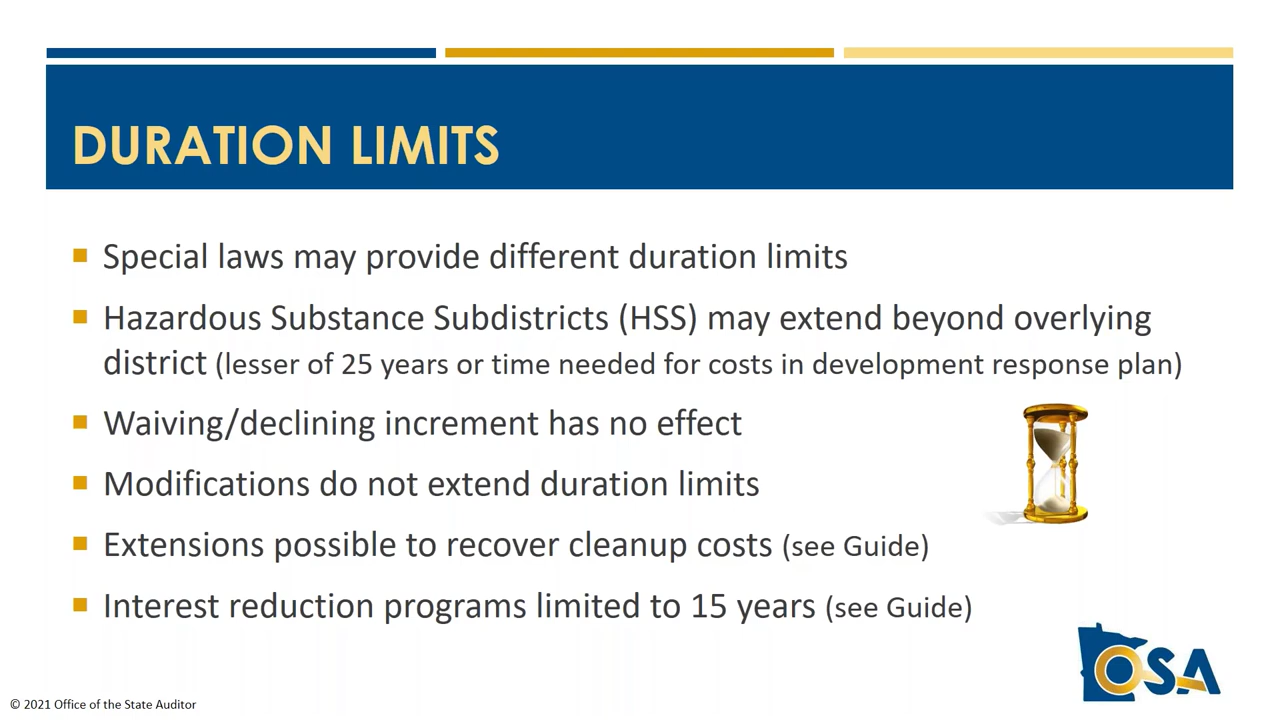 DURATION LIMITS
Special laws may provide different duration limits
Hazardous Substance Subdistricts (HSS) may extend beyond overlying
district (lesser of 25 years or time needed for costs in development response plan)
Waiving/declining increment has no effect
Modifications do not extend duration limits
Extensions possible to recover cleanup costs (see Guide)
Interest reduction programs limited to 15 years (see Guide)
OSA
© 2021 Office of the State Auditor